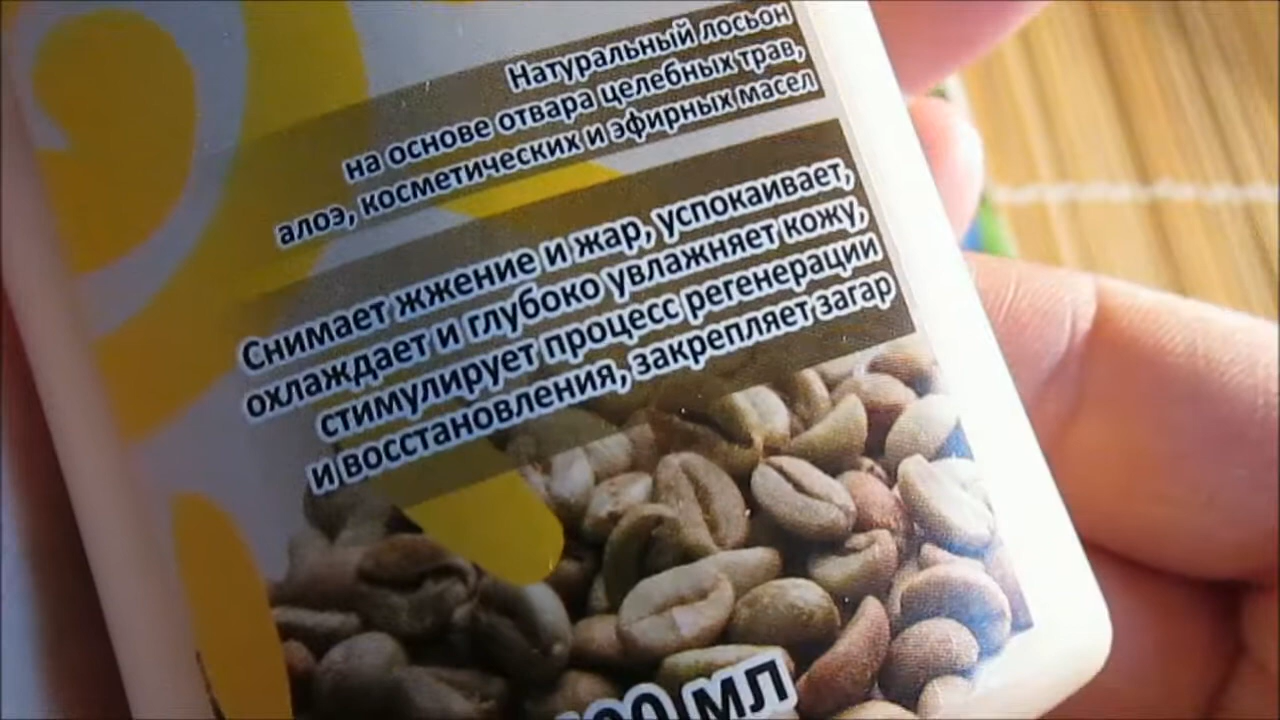 Натуральный лосьон
на основе отвара целебных трав,
алоэ, косметических и эфирных масел
Снимает жжение и жар, успокаивает,
охлаждает и глубоко увлажняет кожу,
стимулирует процесс регенерации
и восстановления, закрепляет загар
мл